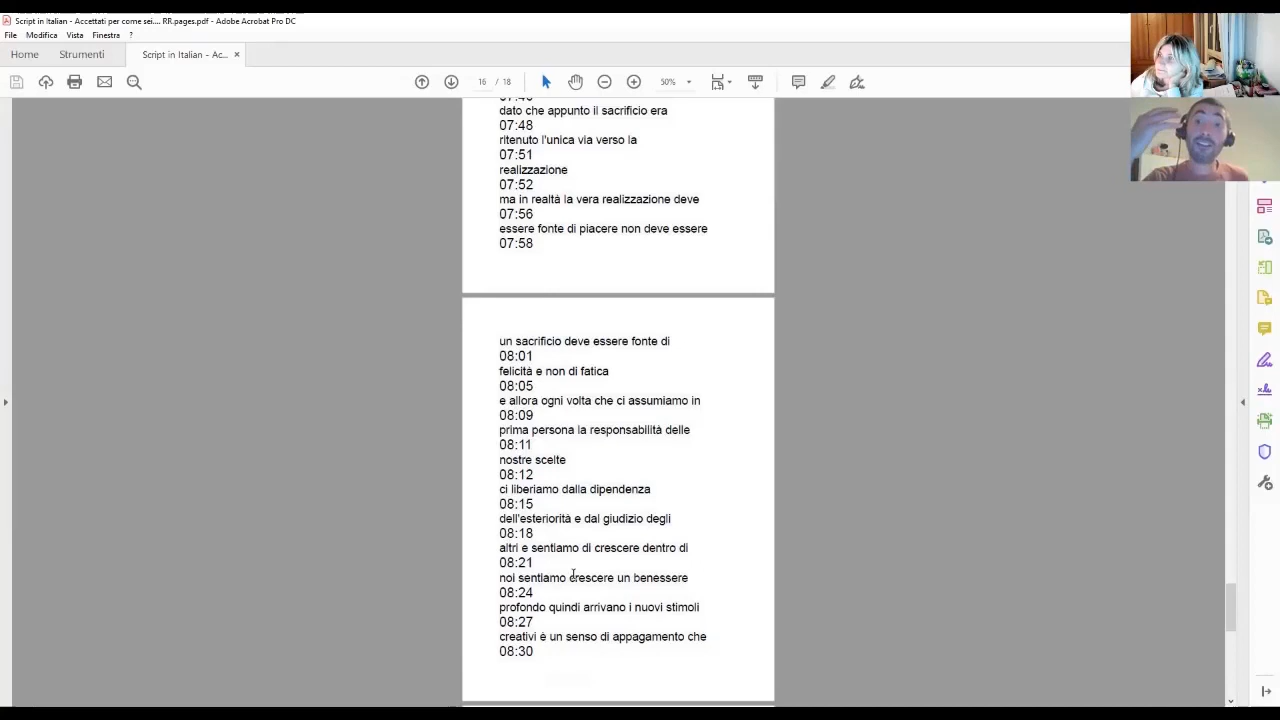 Script in Italian - Accettati per come sei.... RR.pages.pdf - Adobe Acrobat Pro DC
File Modifica Vista Finestra ?
Home Strumenti Script in Italian - Ac... ×
16 / 18 50%
dato che appunto il sacrificio era
07:48
ritenuto l'unica via verso la
07:51
realizzazione
07:52
ma in realtà la vera realizzazione deve
07:56
essere fonte di piacere non deve essere
07:58
un sacrificio deve essere fonte di
08:01
felicità e non di fatica
08:05
e allora ogni volta che ci assumiamo in
08:09
prima persona la responsabilità delle
08:11
nostre scelte
08:12
ci liberiamo dalla dipendenza
08:15
dell'esteriorità e dal giudizio degli
08:18
altri e sentiamo di crescere dentro di
08:21
noi sentiamo crescere un benessere
08:24
profondo quindi arrivano i nuovi stimoli
08:27
creativi è un senso di appagamento che
08:30